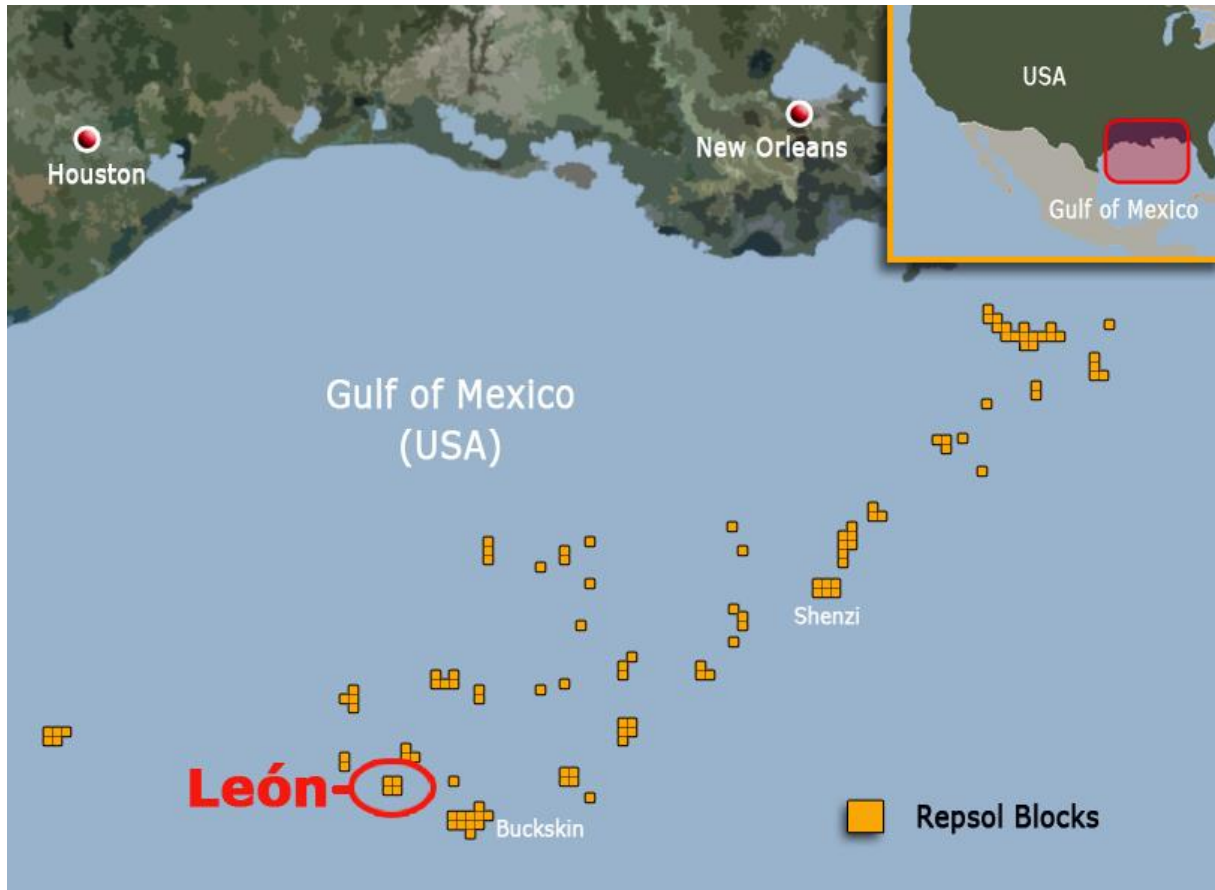 USA
Gulf of Mexico
Houston
New Orleans
Gulf of Mexico
(USA)
Shenzi
León
Buckskin
Repsol Blocks